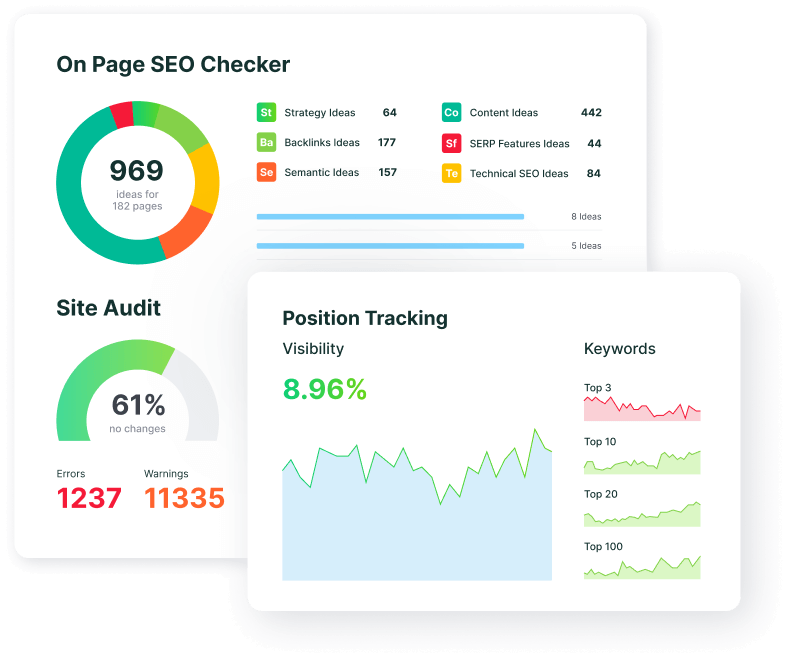 On Page SEO Checker
969
ideas for
182 pages
St Strategy Ideas 64
Ba Backlinks Ideas 177
Se Semantic Ideas 157
Co Content Ideas 442
Sf SERP Features Ideas 44
Te Technical SEO Ideas 84
8 Ideas
5 Ideas
Site Audit
61%
no changes
Errors
1237
Warnings
11335
Position Tracking
Visibility
8.96%
Keywords
Top 3
Top 10
Top 20
Top 100